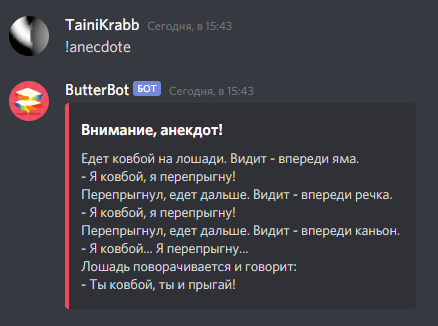 TainiKrabb Сегодня, в 15:43
!anecdote
ButterBot БОТ Сегодня, в 15:43
Внимание, анекдот!
Едет ковбой на лошади. Видит - впереди яма.
- Я ковбой, я перепрыгну!
Перепрыгнул, едет дальше. Видит - впереди речка.
- Я ковбой, я перепрыгну!
Перепрыгнул, едет дальше. Видит - впереди каньон.
- Я ковбой... Я перепрыгну...
Лошадь поворачивается и говорит:
- Ты ковбой, ты и прыгай!